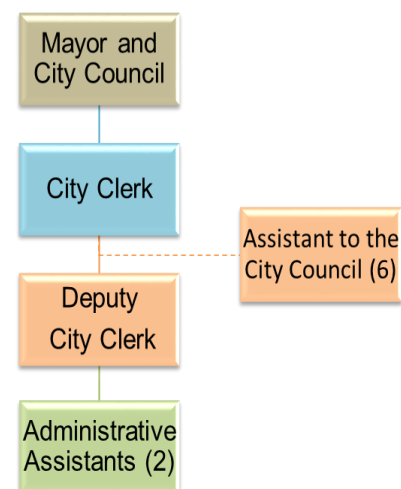 Mayor and
City Council
City Clerk
Assistant to the
City Council (6)
Deputy
City Clerk
Administrative
Assistants (2)